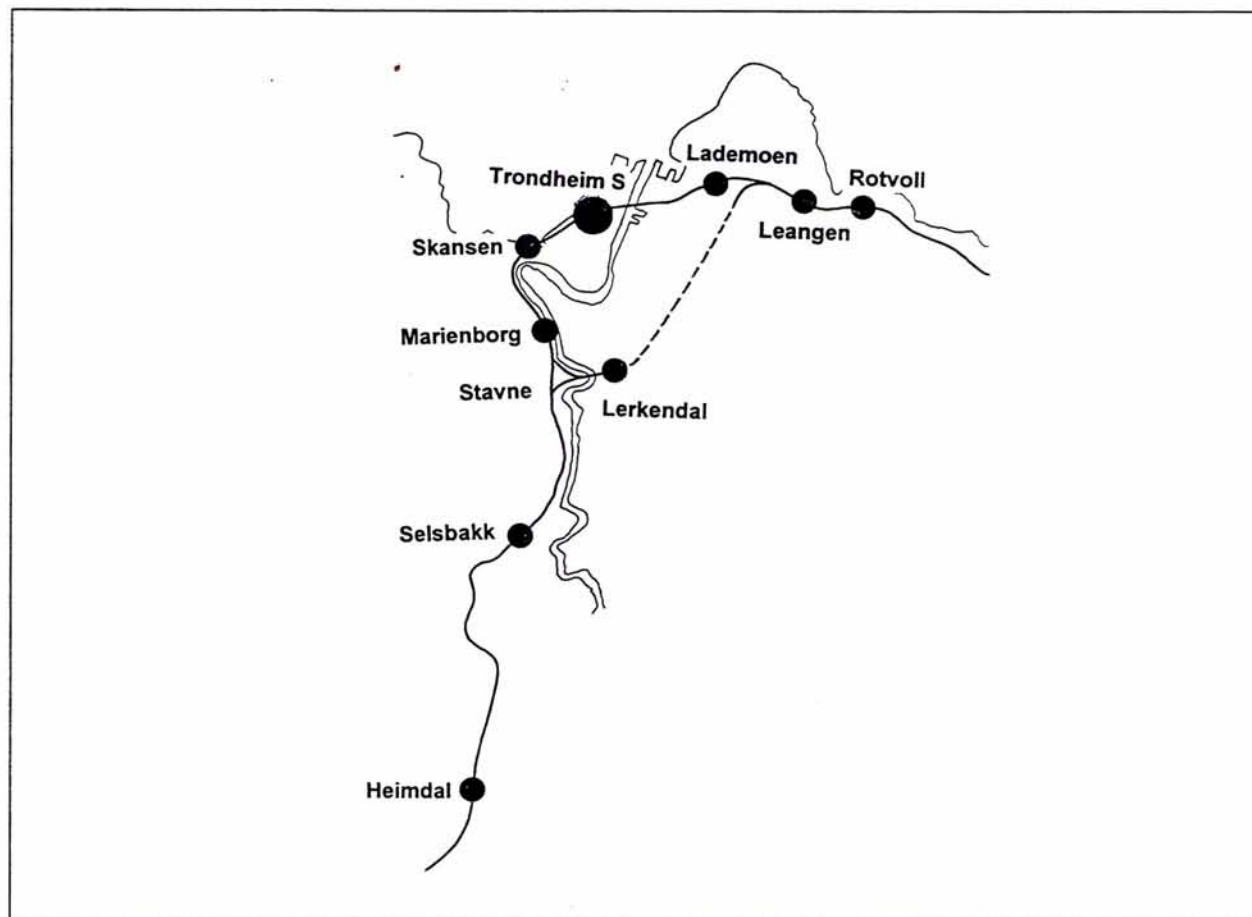 Lademoen
Trondheim S
Rotvoll
Leangen
Skansen
Marienborg
Stavne
Lerkendal
Selsbakk
Heimdal